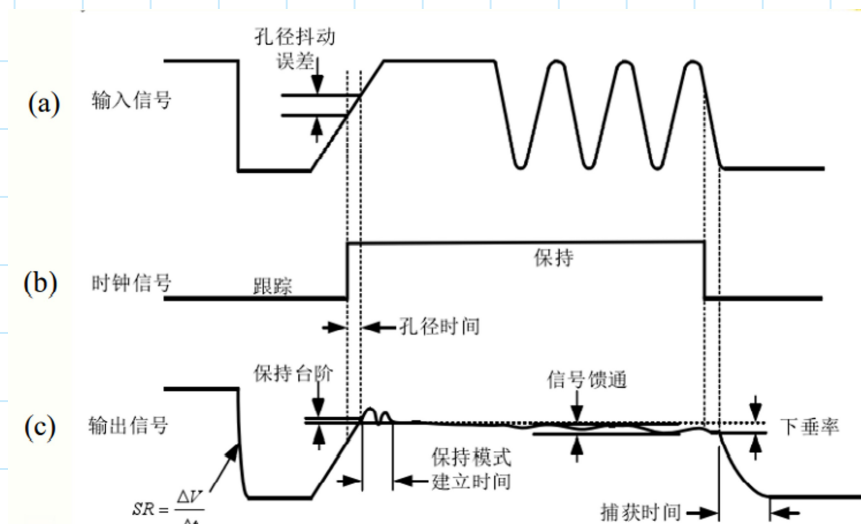 孔径抖动
误差
(a) 输入信号
(b) 时钟信号
跟踪
保持
孔径时间
保持台阶
信号馈通
(c) 输出信号
下垂率
保持模式
建立时间
SR = ΔV
捕获时间